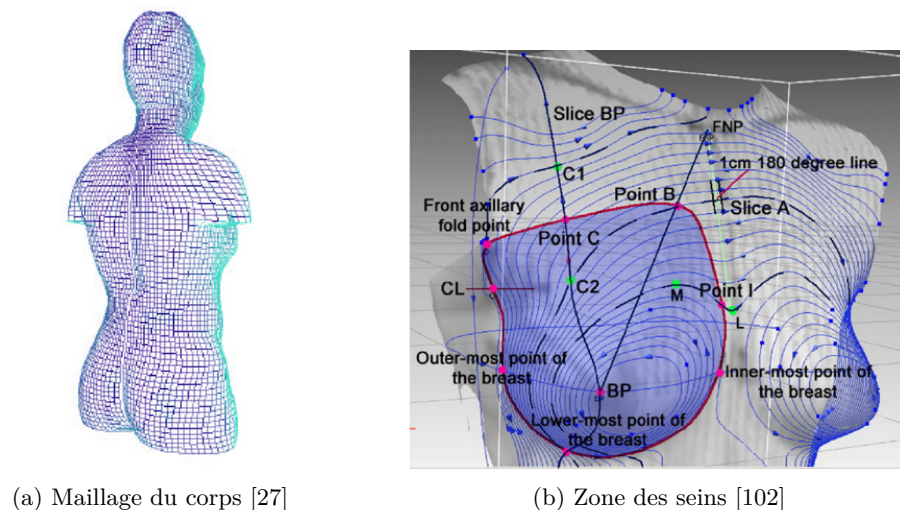 Slice BP
FNP
C1
1cm 180 degree line
Point B
Slice A
Front axillary
fold point
Point C
CL
C2
M
Point I
L
Outer-most point of
the breast
Inner-most point of
the breast
BP
Lower-most point of
the breast
(a) Maillage du corps [27]
(b) Zone des seins [102]